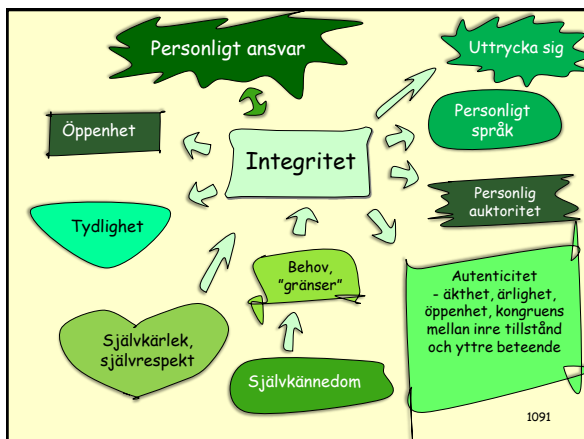 Personligt ansvar
Uttrycka sig
Öppenhet
Personligt
språk
Integritet
Personlig
auktoritet
Tydlighet
Behov,
"gränser"
Autenticitet
- äkthet, ärlighet,
öppenhet, kongruens
mellan inre tillstånd
och yttre beteende
Självkärlek,
självrespekt
Självkännedom
1091